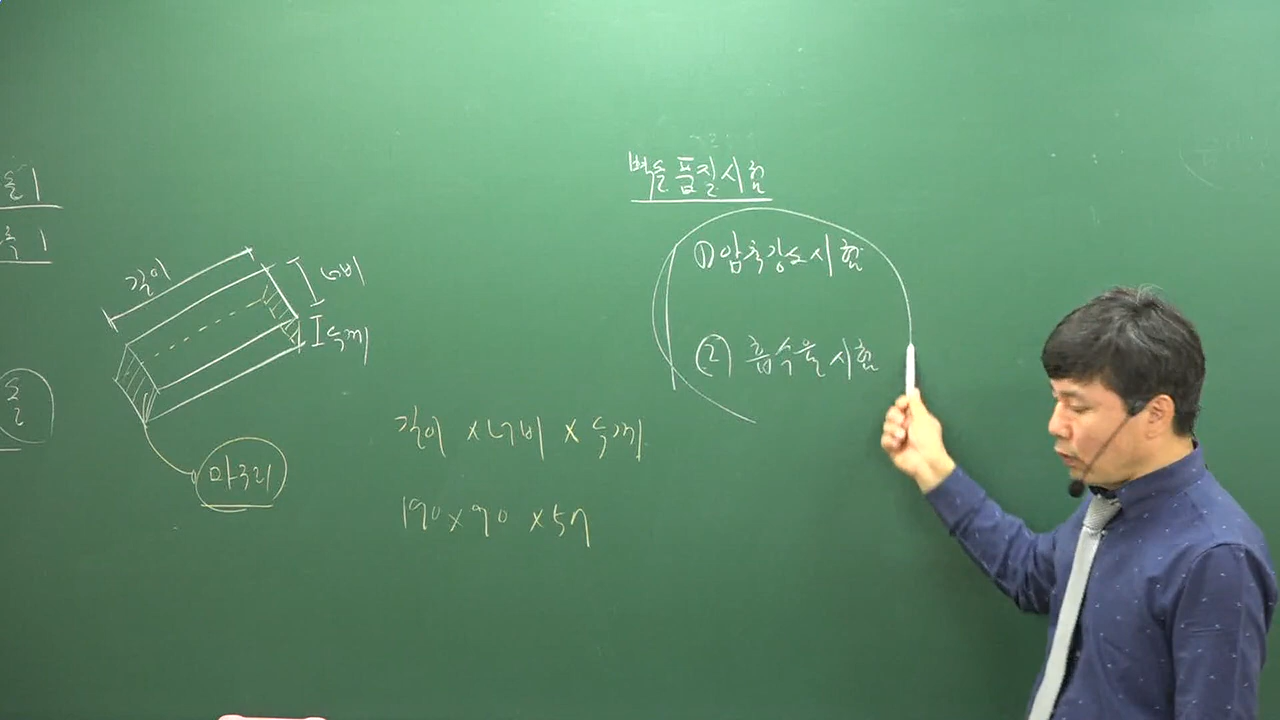 벽돌품질시험
① 압축강도시험
② 흡수율시험
길이
너비
두께
마구리
길이 x 너비 x 두께
190 x 90 x 57